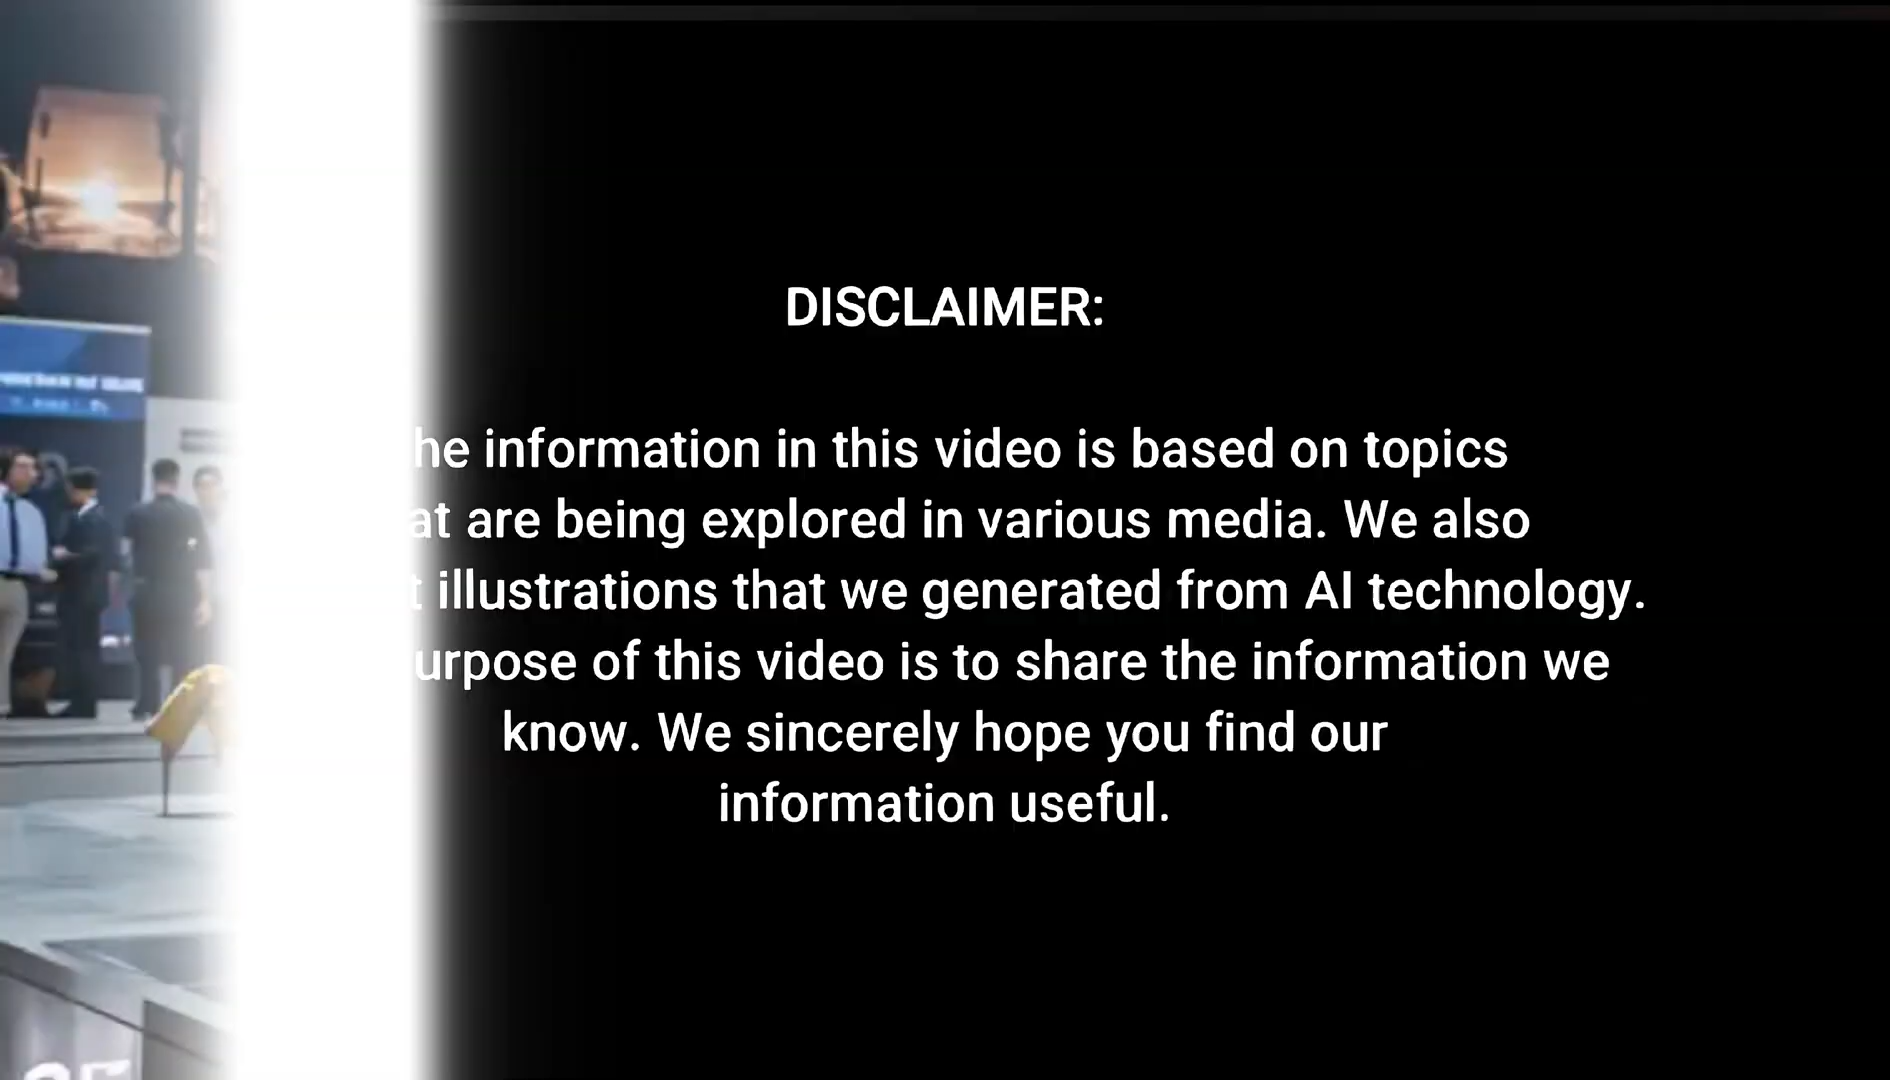 DISCLAIMER:
he information in this video is based on topics
at are being explored in various media. We also
t illustrations that we generated from AI technology.
urpose of this video is to share the information we
know. We sincerely hope you find our
information useful.